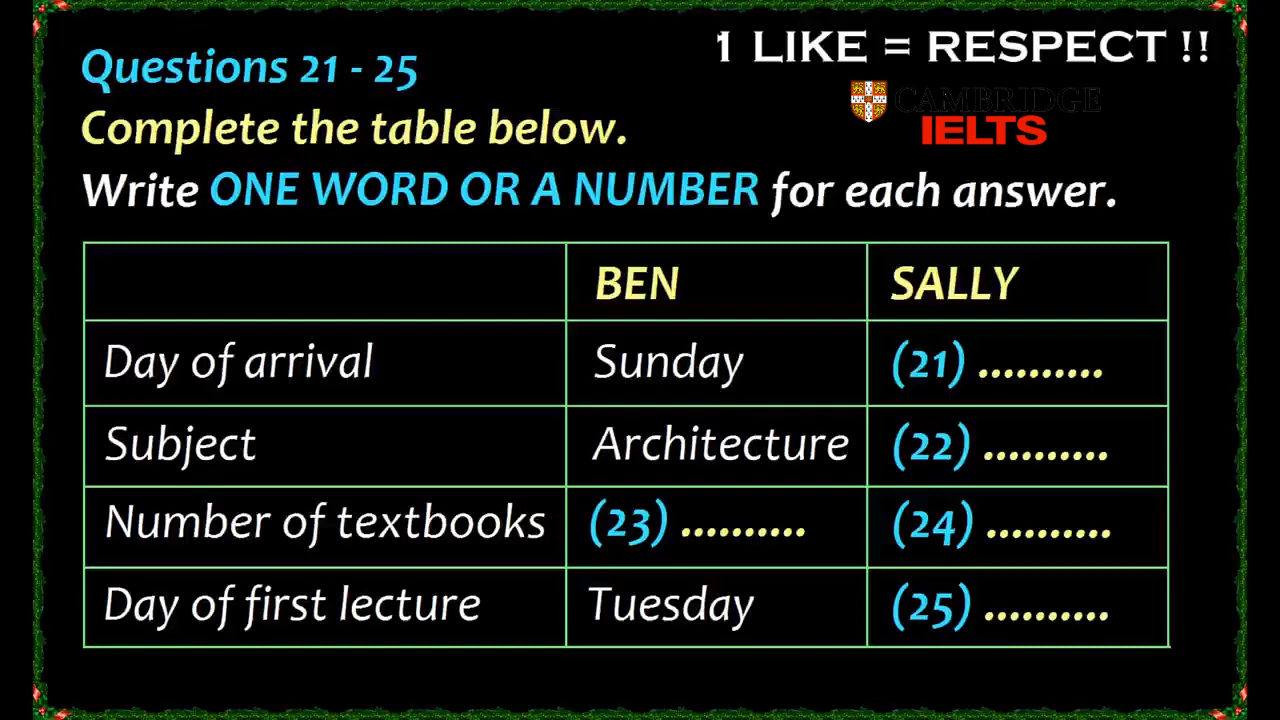 1 LIKE = RESPECT !!
Questions 21 - 25
CAMBRIDGE
IELTS
Complete the table below.
Write ONE WORD OR A NUMBER for each answer.
BEN SALLY
Day of arrival Sunday (21) ..........
Subject Architecture (22) ..........
Number of textbooks (23) .......... (24) ..........
Day of first lecture Tuesday (25) ..........